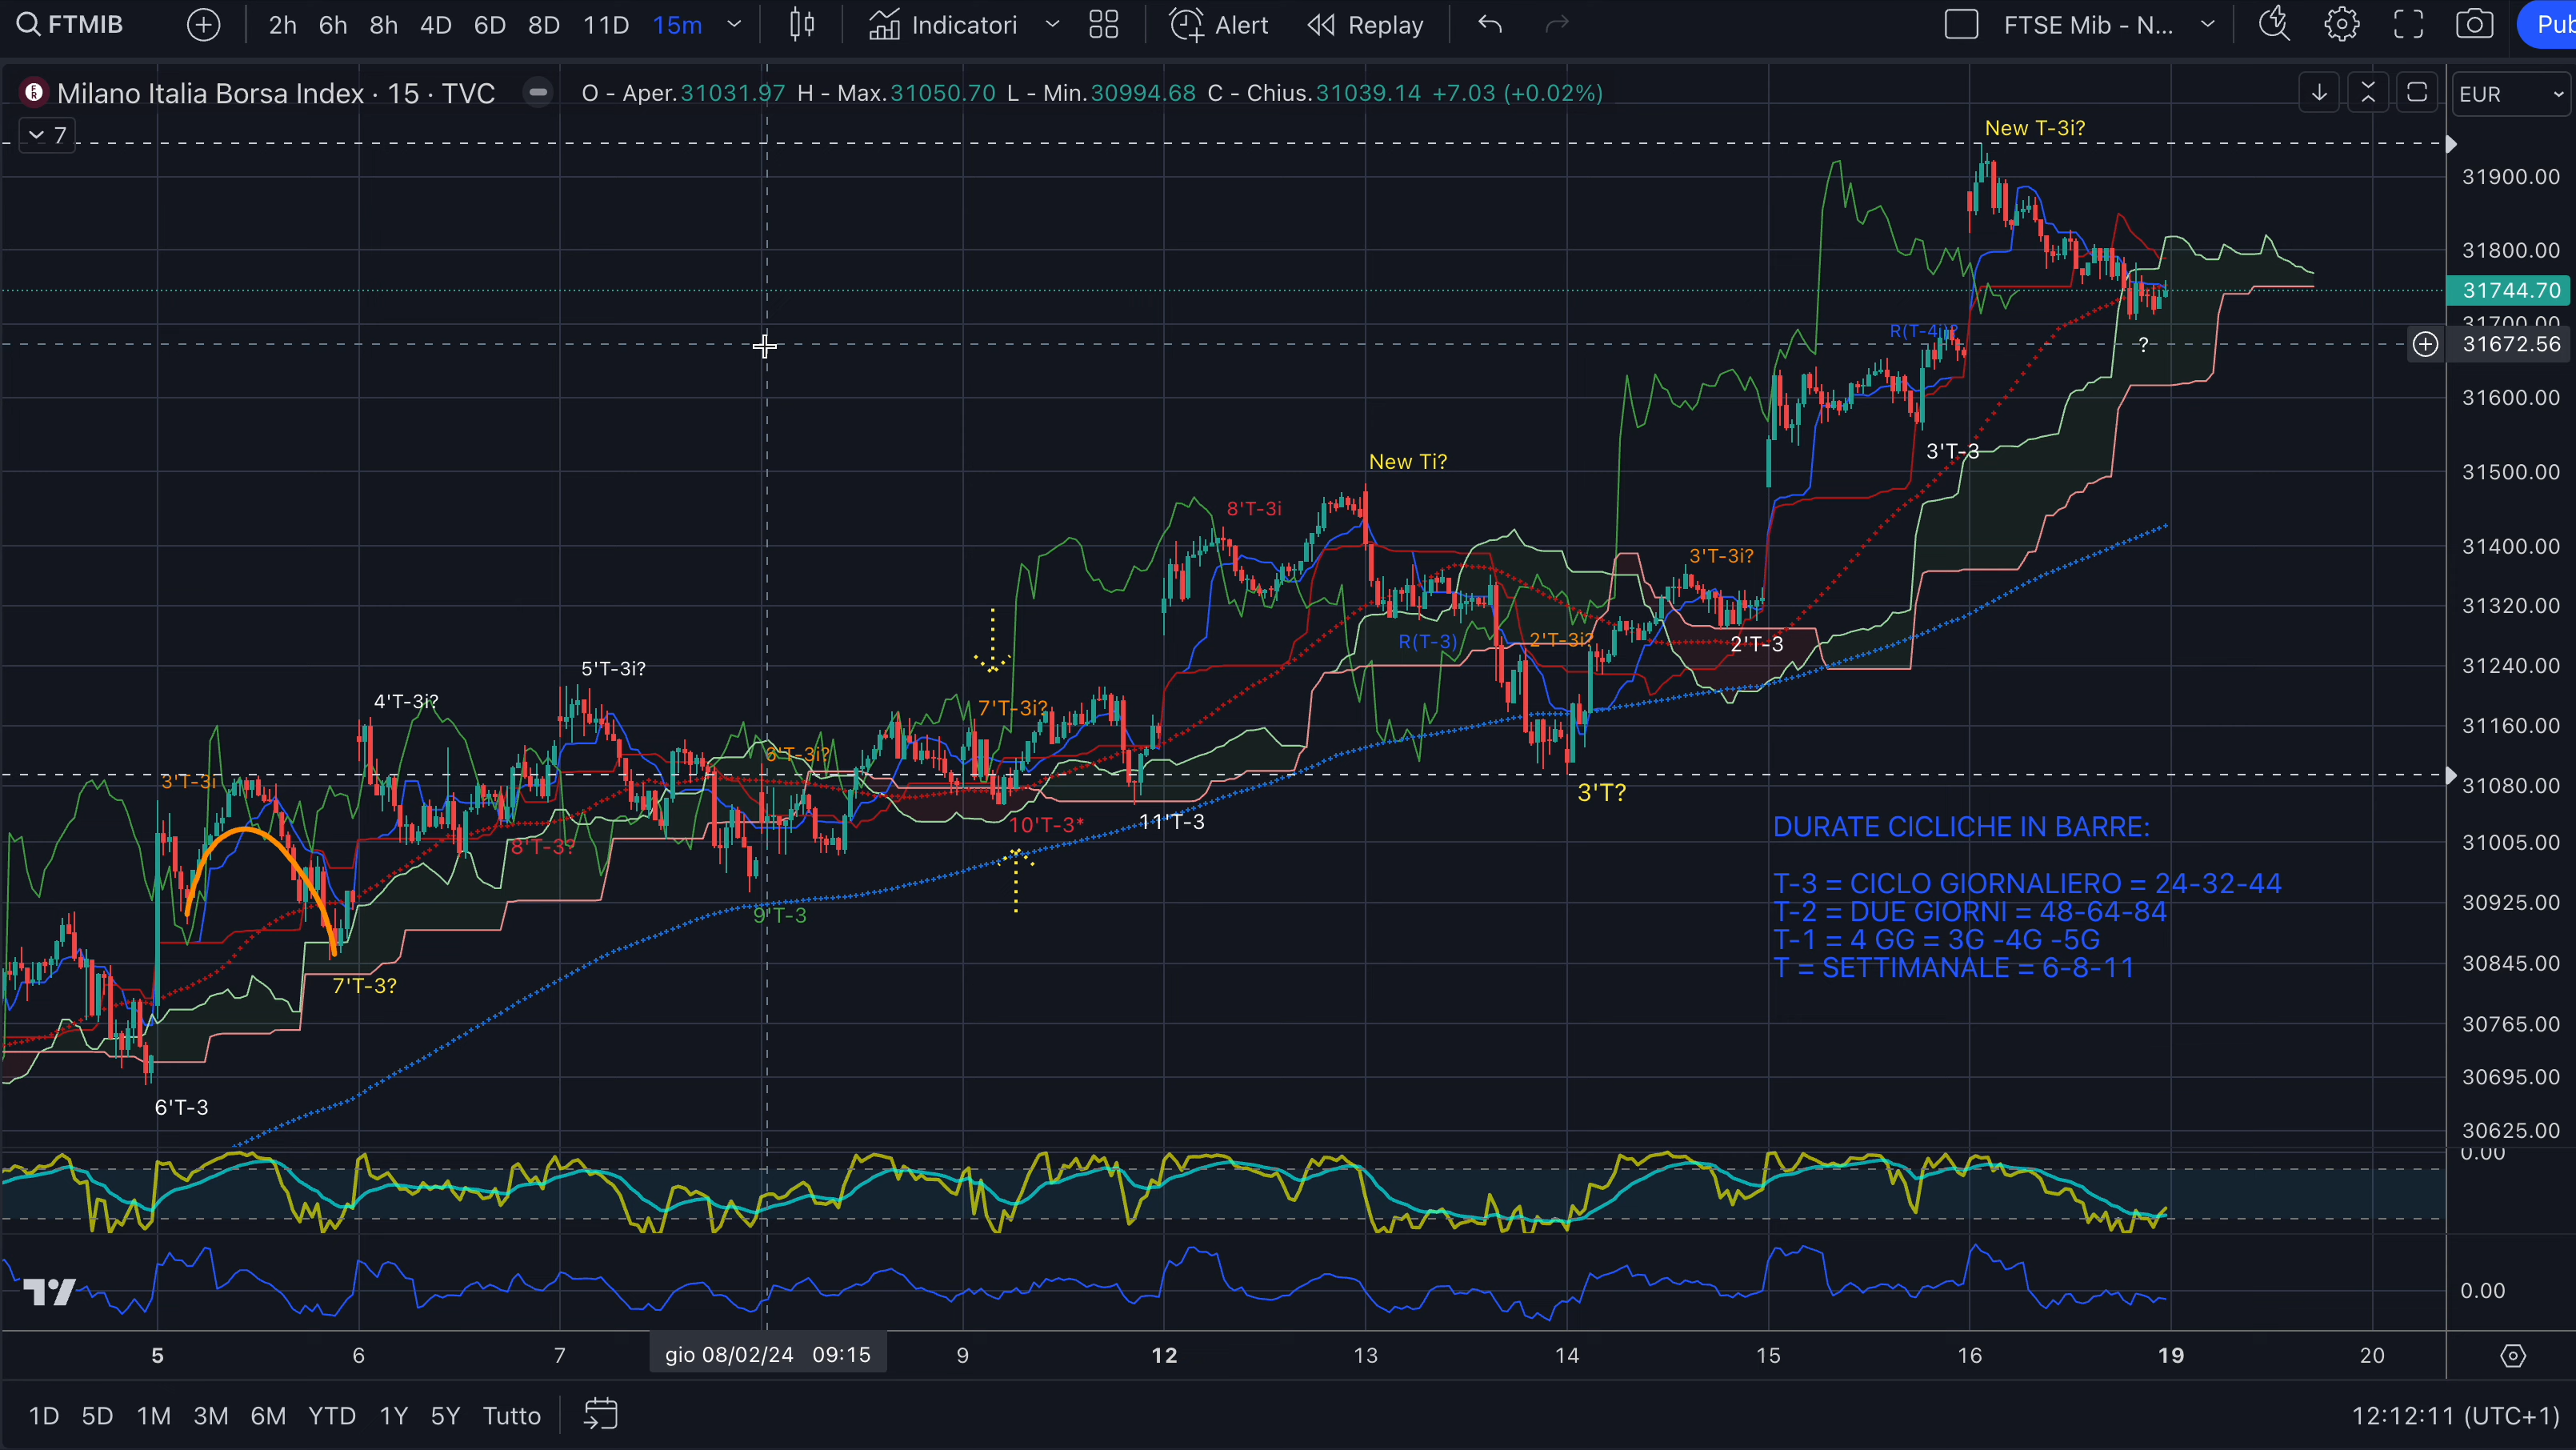 FTMIB 2h 6h 8h 4D 6D 8D 11D 15m Indicatori Alert Replay FTSE Mib - N... Pub
Milano Italia Borsa Index · 15 · TVC O - Aper.31031.97 H - Max.31050.70 L - Min.30994.68 C - Chius.31039.14 +7.03 (+0.02%) EUR
7
New T-3i?
31900.00
31800.00
31744.70
31700.00
R(T-4i)?
31672.56
?
31600.00
3'T-3
New Ti?
31500.00
8'T-3i
31400.00
3'T-3i?
31320.00
R(T-3)
2'T-3i?
2'T-3
5'T-3i?
31240.00
4'T-3i?
7'T-3i?
31160.00
6'T-3i?
3'T-3i
31080.00
3'T?
10'T-3*
11'T-3
8'T-3?
DURATE CICLICHE IN BARRE:
31005.00
T-3 = CICLO GIORNALIERO = 24-32-44
T-2 = DUE GIORNI = 48-64-84
T-1 = 4 GG = 3G -4G -5G
T = SETTIMANALE = 6-8-11
30925.00
9'T-3
30845.00
7'T-3?
30765.00
30695.00
6'T-3
30625.00
0.00
0.00
5 6 7 gio 08/02/24 09:15 9 12 13 14 15 16 19 20
1D 5D 1M 3M 6M YTD 1Y 5Y Tutto 12:12:11 (UTC+1)